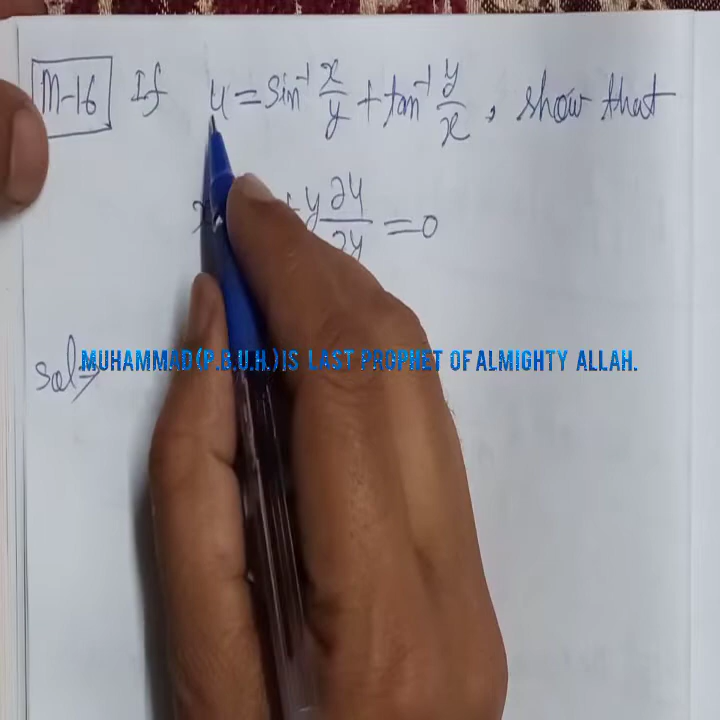 M-16 If u = sin⁻¹ x/y + tan⁻¹ y/x , show that
x + y ∂u/∂y = 0
Sol⇒
MUHAMMAD(P.B.U.H.)IS LAST PROPHET OF ALMIGHTY ALLAH.